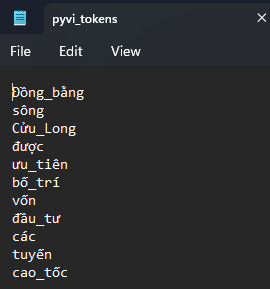 pyvi_tokens
File Edit View
Đồng_bằng
sông
Cửu_Long
được
ưu_tiên
bố_trí
vốn
đầu_tư
các
tuyến
cao_tốc